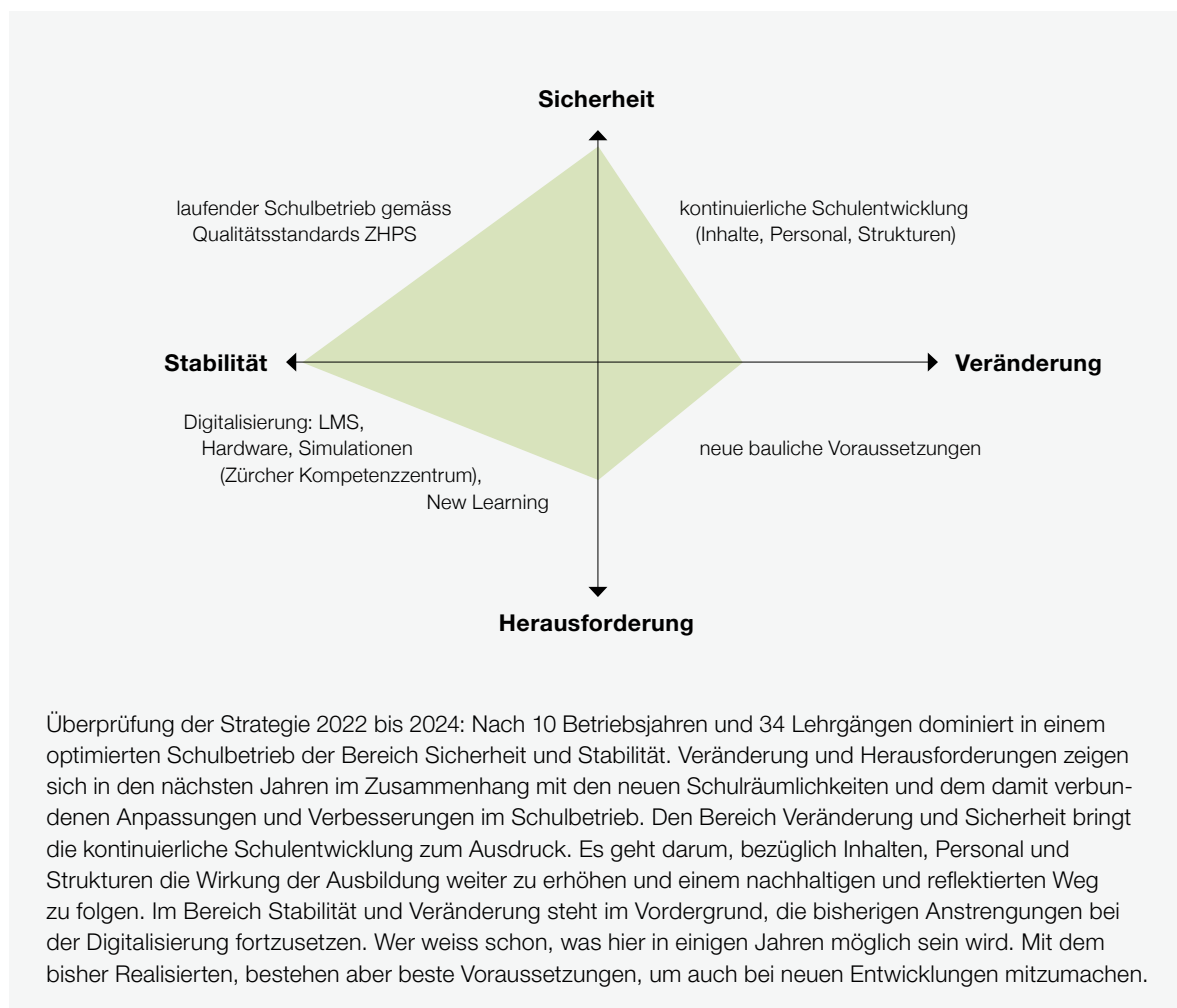 Sicherheit
laufender Schulbetrieb gemäss
Qualitätsstandards ZHPS
kontinuierliche Schulentwicklung
(Inhalte, Personal, Strukturen)
Stabilität
Veränderung
Digitalisierung: LMS,
Hardware, Simulationen
(Zürcher Kompetenzzentrum),
New Learning
neue bauliche Voraussetzungen
Herausforderung
Überprüfung der Strategie 2022 bis 2024: Nach 10 Betriebsjahren und 34 Lehrgängen dominiert in einem
optimierten Schulbetrieb der Bereich Sicherheit und Stabilität. Veränderung und Herausforderungen zeigen
sich in den nächsten Jahren im Zusammenhang mit den neuen Schulräumlichkeiten und dem damit verbun-
denen Anpassungen und Verbesserungen im Schulbetrieb. Den Bereich Veränderung und Sicherheit bringt
die kontinuierliche Schulentwicklung zum Ausdruck. Es geht darum, bezüglich Inhalten, Personal und
Strukturen die Wirkung der Ausbildung weiter zu erhöhen und einem nachhaltigen und reflektierten Weg
zu folgen. Im Bereich Stabilität und Veränderung steht im Vordergrund, die bisherigen Anstrengungen bei
der Digitalisierung fortzusetzen. Wer weiss schon, was hier in einigen Jahren möglich sein wird. Mit dem
bisher Realisierten, bestehen aber beste Voraussetzungen, um auch bei neuen Entwicklungen mitzumachen.